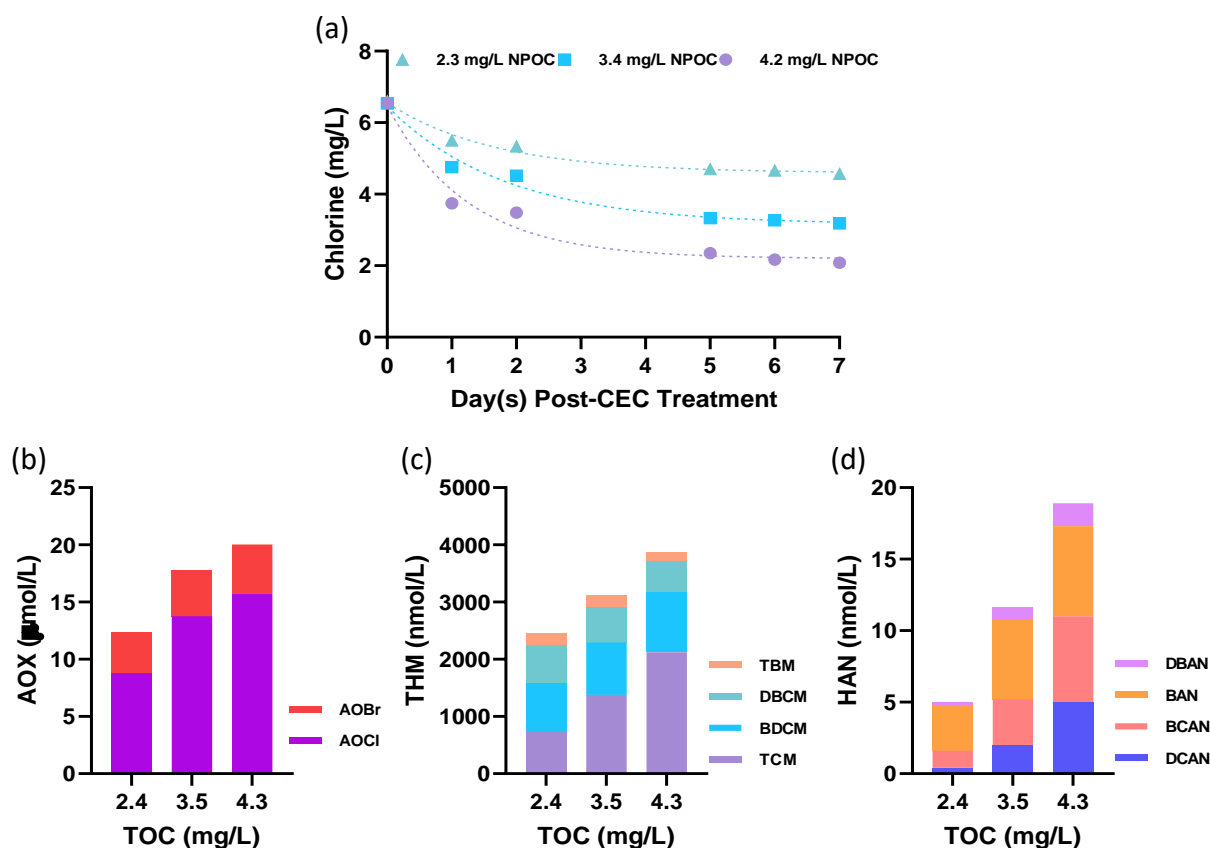 (a)
8
6
4
2
0
Chlorine (mg/L)
2.3 mg/L NPOC 3.4 mg/L NPOC 4.2 mg/L NPOC
0 1 2 3 4 5 6 7
Day(s) Post-CEC Treatment
(b)
25
20
15
10
5
0
AOX mol/L)
AOBr
AOCl
2.4 3.5 4.3
TOC (mg/L)
(c)
5000
4000
3000
2000
1000
0
THM (nmol/L)
TBM
DBCM
BDCM
TCM
2.4 3.5 4.3
TOC (mg/L)
(d)
20
15
10
5
0
HAN (nmol/L)
DBAN
BAN
BCAN
DCAN
2.4 3.5 4.3
TOC (mg/L)